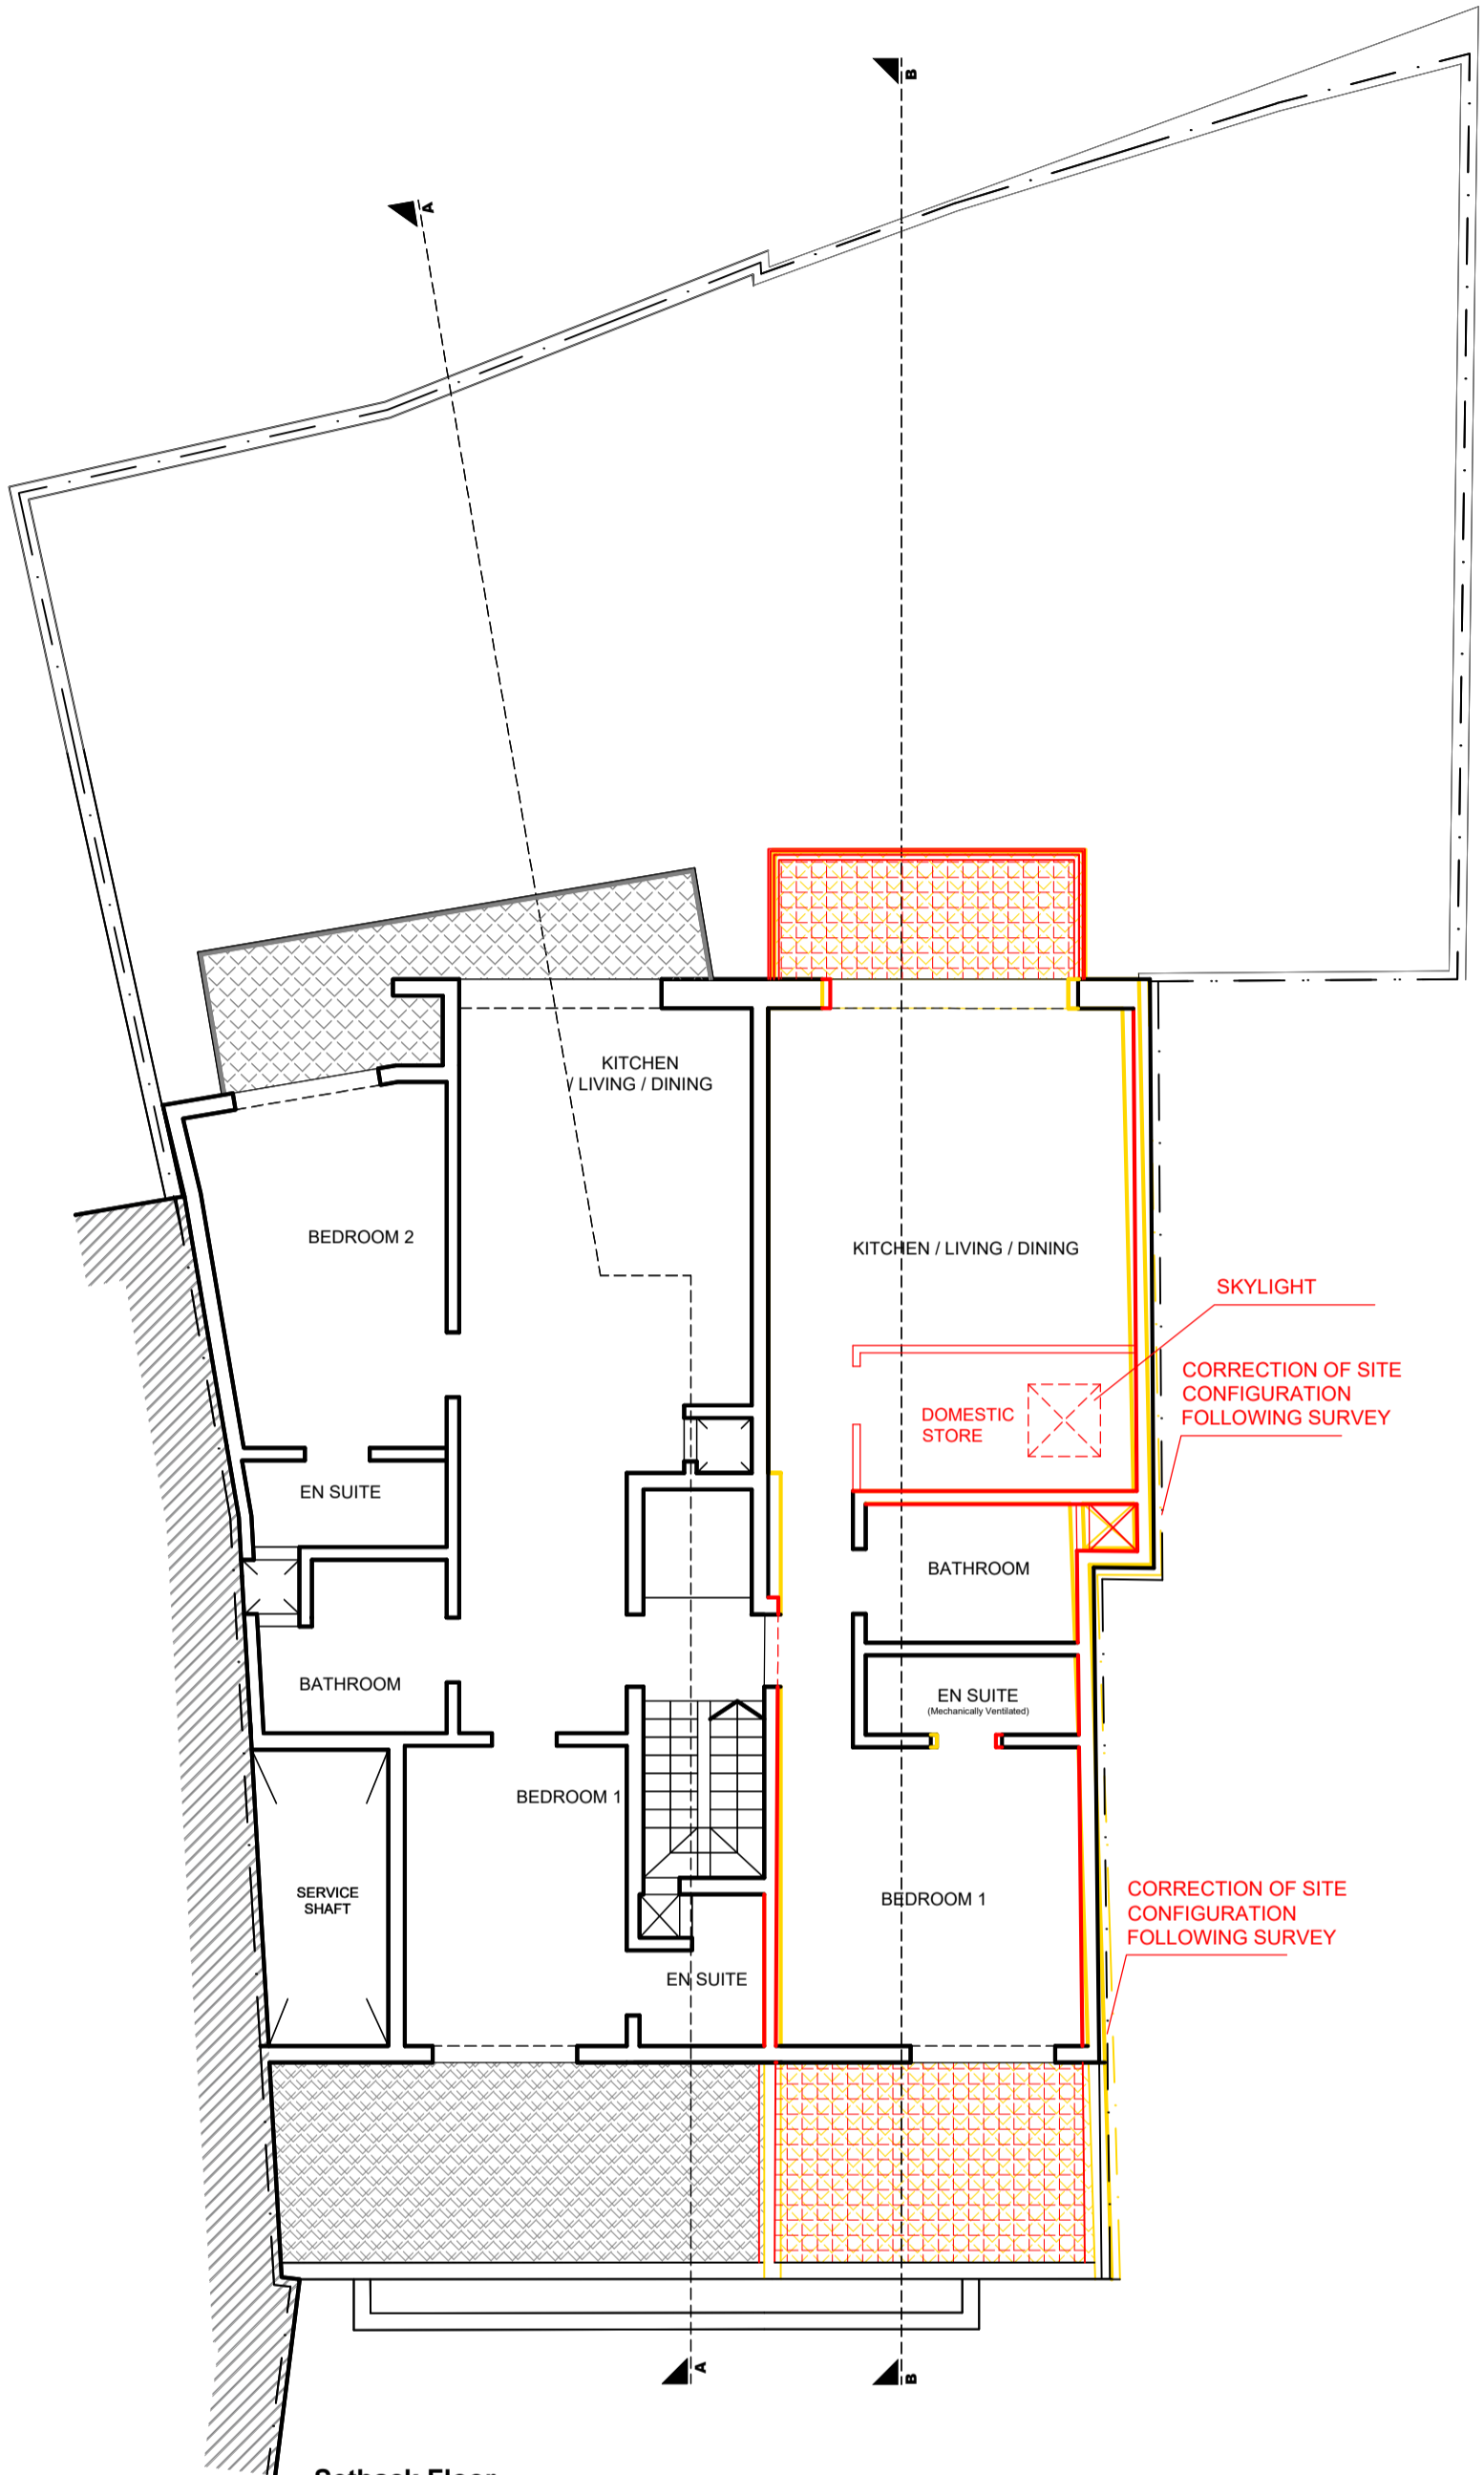 B
A
KITCHEN
/ LIVING / DINING
BEDROOM 2
KITCHEN / LIVING / DINING
SKYLIGHT
CORRECTION OF SITE
CONFIGURATION
FOLLOWING SURVEY
DOMESTIC
STORE
EN SUITE
BATHROOM
BATHROOM
EN SUITE
(Mechanically Ventilated)
BEDROOM 1
SERVICE
SHAFT
BEDROOM 1
CORRECTION OF SITE
CONFIGURATION
FOLLOWING SURVEY
EN SUITE
A
B
Setback Floor